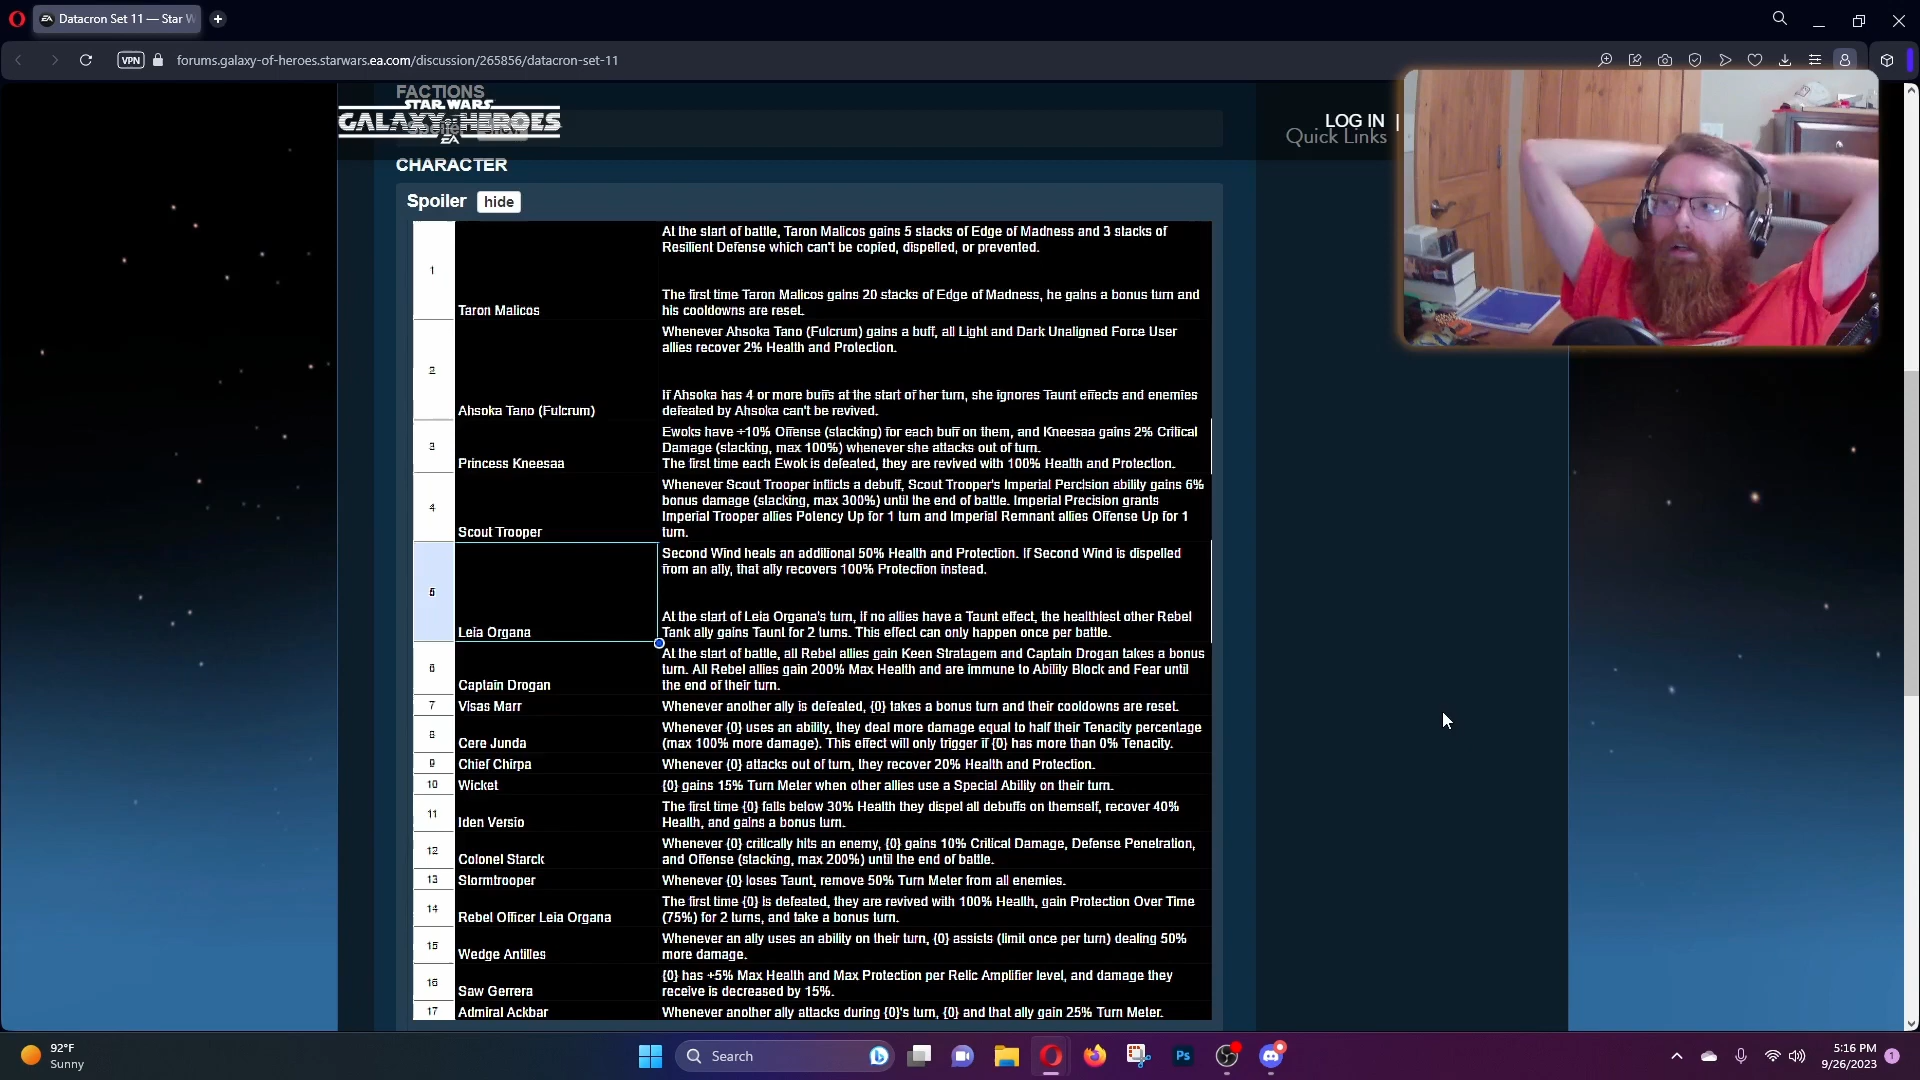 Datacron Set 11 — Star W
VPN
forums.galaxy-of-heroes.starwars.ea.com/discussion/265856/datacron-set-11
FACTIONS
STAR WARS
GALAXY OF HEROES
EA
LOG IN |
Quick Links
CHARACTER
Spoiler hide
1
Taron Malicos
At the start of battle, Taron Malicos gains 5 stacks of Edge of Madness and 3 stacks of
Resilient Defense which can't be copied, dispelled, or prevented.
The first time Taron Malicos gains 20 stacks of Edge of Madness, he gains a bonus turn and
his cooldowns are reset.
2
Ahsoka Tano (Fulcrum)
Whenever Ahsoka Tano (Fulcrum) gains a buff, all Light and Dark Unaligned Force User
allies recover 2% Health and Protection.
If Ahsoka has 4 or more buffs at the start of her turn, she ignores Taunt effects and enemies
defeated by Ahsoka can't be revived.
3
Princess Kneesaa
Ewoks have +10% Offense (stacking) for each buff on them, and Kneesaa gains 2% Critical
Damage (stacking, max 100%) whenever she attacks out of turn.
The first time each Ewok is defeated, they are revived with 100% Health and Protection.
4
Scout Trooper
Whenever Scout Trooper inflicts a debuff, Scout Trooper's Imperial Percision ability gains 6%
bonus damage (stacking, max 300%) until the end of battle. Imperial Precision grants
Imperial Trooper allies Potency Up for 1 turn and Imperial Remnant allies Offense Up for 1
turn.
5
Leia Organa
Second Wind heals an additional 50% Health and Protection. If Second Wind is dispelled
from an ally, that ally recovers 100% Protection instead.
At the start of Leia Organa's turn, if no allies have a Taunt effect, the healthiest other Rebel
Tank ally gains Taunt for 2 turns. This effect can only happen once per battle.
6
Captain Drogan
At the start of battle, all Rebel allies gain Keen Stratagem and Captain Drogan takes a bonus
turn. All Rebel allies gain 200% Max Health and are immune to Ability Block and Fear until
the end of their turn.
7
Visas Marr
Whenever another ally is defeated, {0} takes a bonus turn and their cooldowns are reset.
8
Cere Junda
Whenever {0} uses an ability, they deal more damage equal to half their Tenacity percentage
(max 100% more damage). This effect will only trigger if {0} has more than 0% Tenacity.
9
Chief Chirpa
Whenever {0} attacks out of turn, they recover 20% Health and Protection.
10
Wicket
{0} gains 15% Turn Meter when other allies use a Special Ability on their turn.
11
Iden Versio
The first time {0} falls below 30% Health they dispel all debuffs on themself, recover 40%
Health, and gains a bonus turn.
12
Colonel Starck
Whenever {0} critically hits an enemy, {0} gains 10% Critical Damage, Defense Penetration,
and Offense (stacking, max 200%) until the end of battle.
13
Stormtrooper
Whenever {0} loses Taunt, remove 50% Turn Meter from all enemies.
14
Rebel Officer Leia Organa
The first time {0} is defeated, they are revived with 100% Health, gain Protection Over Time
(75%) for 2 turns, and take a bonus turn.
15
Wedge Antilles
Whenever an ally uses an ability on their turn, {0} assists (limit once per turn) dealing 50%
more damage.
16
Saw Gerrera
{0} has +5% Max Health and Max Protection per Relic Amplifier level, and damage they
receive is decreased by 15%.
17
Admiral Ackbar
Whenever another ally attacks during {0}'s turn, {0} and that ally gain 25% Turn Meter.
92°F
Sunny
Search
Ps
5:16 PM
9/26/2023
1